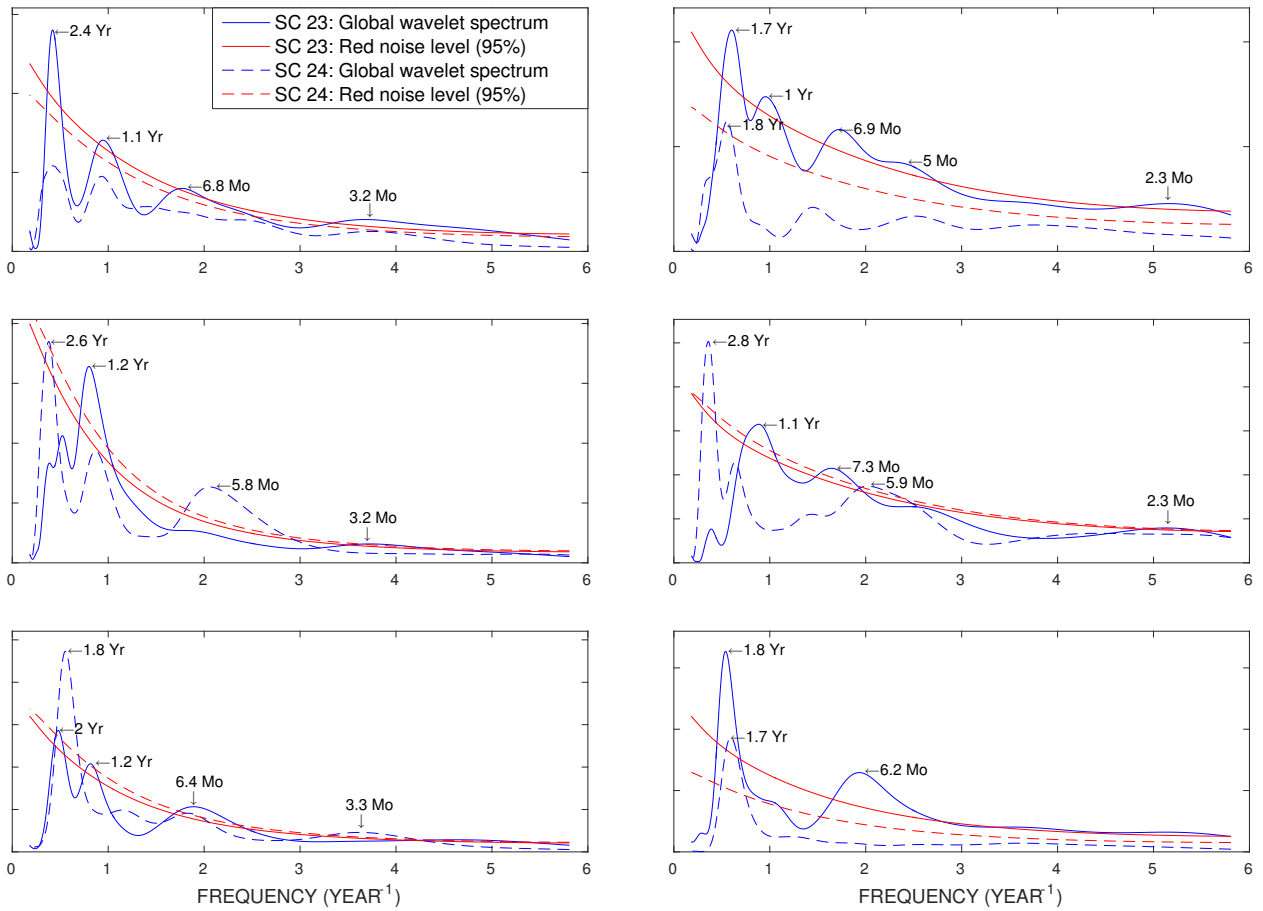 SC 23: Global wavelet spectrum
SC 23: Red noise level (95%)
SC 24: Global wavelet spectrum
SC 24: Red noise level (95%)
←2.4 Yr
←1.1 Yr
←6.8 Mo
3.2 Mo
↓
0 1 2 3 4 5 6
←1.7 Yr
←1 Yr
←1.8 Yr
←6.9 Mo
←5 Mo
2.3 Mo
↓
0 1 2 3 4 5 6
←2.6 Yr
←1.2 Yr
←5.8 Mo
3.2 Mo
↓
0 1 2 3 4 5 6
←2.8 Yr
←1.1 Yr
←7.3 Mo
←5.9 Mo
2.3 Mo
↓
0 1 2 3 4 5 6
←1.8 Yr
←2 Yr
←1.2 Yr
6.4 Mo
↓
3.3 Mo
↓
0 1 2 3 4 5 6
FREQUENCY (YEAR⁻¹)
←1.8 Yr
←1.7 Yr
←6.2 Mo
0 1 2 3 4 5 6
FREQUENCY (YEAR⁻¹)